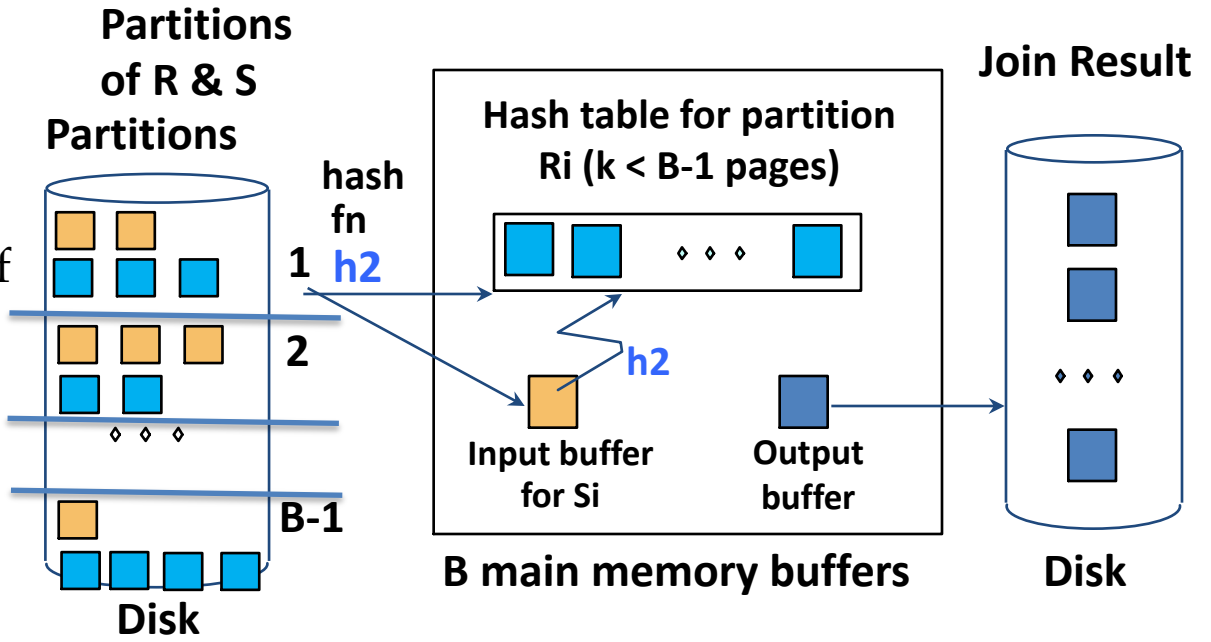 Partitions
of R & S
Partitions
f
hash
fn
1 h2
2
B-1
Disk
Hash table for partition
Ri (k < B-1 pages)
h2
Input buffer
for Si
Output
buffer
B main memory buffers
Join Result
Disk